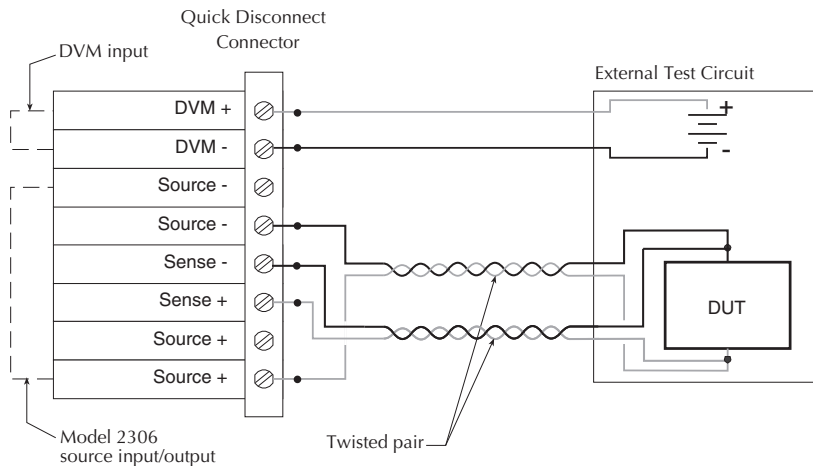 Quick Disconnect
Connector
DVM input
External Test Circuit
DVM +
DVM -
Source -
Source -
Sense -
Sense +
Source +
Source +
+
-
DUT
Model 2306
source input/output
Twisted pair